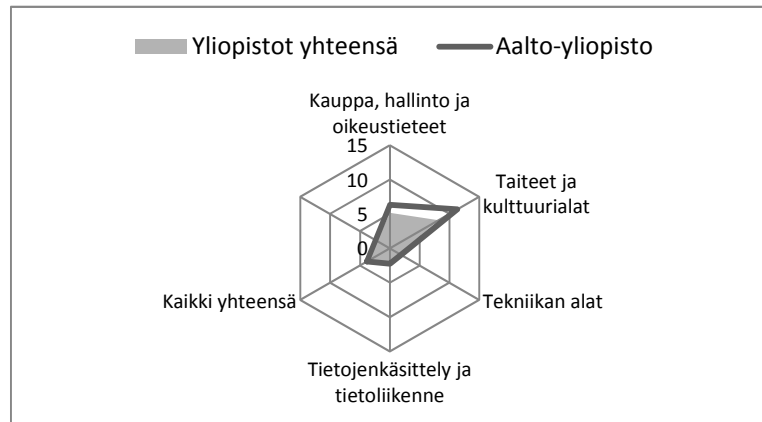 Yliopistot yhteensä
Aalto-yliopisto
Kauppa, hallinto ja
oikeustieteet
15
10
5
0
Taiteet ja
kulttuurialat
Tekniikan alat
Tietojenkäsittely ja
tietoliikenne
Kaikki yhteensä